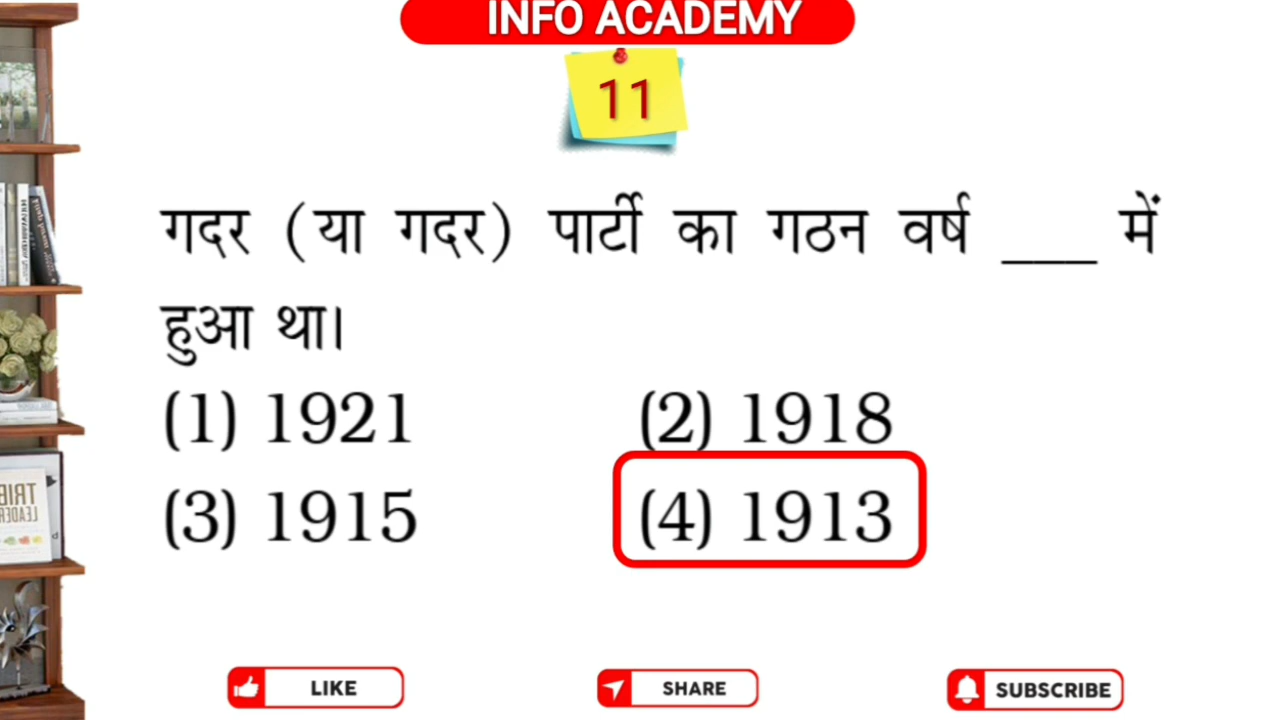 INFO ACADEMY
11
गदर (या गदर) पार्टी का गठन वर्ष ___ में
हुआ था।
(1) 1921 (2) 1918
(3) 1915 (4) 1913
LIKE SHARE SUBSCRIBE